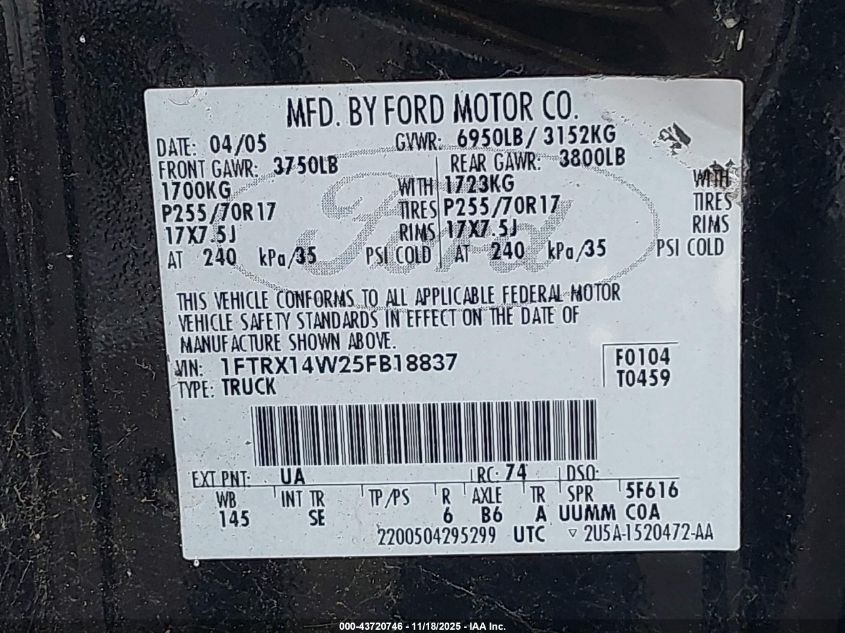 MFD. BY FORD MOTOR CO.
DATE: 04/05 GVWR: 6950LB/ 3152KG
FRONT GAWR: 3750LB REAR GAWR: 3800LB
1700KG WITH 1723KG WITH
P255/70R17 TIRES P255/70R17 TIRES
17X7.5J RIMS 17X7.5J RIMS
AT 240 kPa/35 PSI COLD AT 240 kPa/35 PSI COLD
Ford
THIS VEHICLE CONFORMS TO ALL APPLICABLE FEDERAL MOTOR
VEHICLE SAFETY STANDARDS IN EFFECT ON THE DATE OF
MANUFACTURE SHOWN ABOVE.
VIN: 1FTRX14W25FB18837 F0104
TYPE: TRUCK T0459
EXT PNT: UA RC: 74 DSO:
WB INT TR TP/PS R AXLE TR SPR 5F616
145 SE 6 B6 A UUMM COA
2200504295299 UTC ▽ 2U5A-1520472-AA
000-43720746 - 11/18/2025 - IAA Inc.